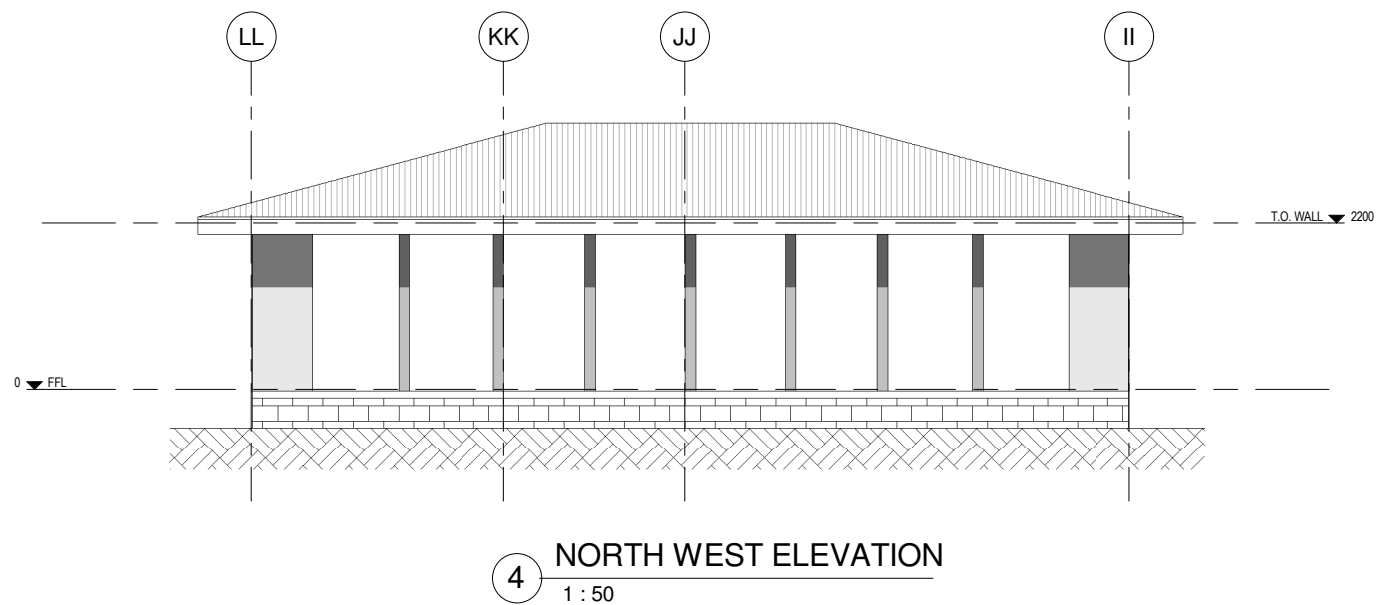 LL KK JJ II
T.O. WALL 2200
0 FFL
4 NORTH WEST ELEVATION
1 : 50